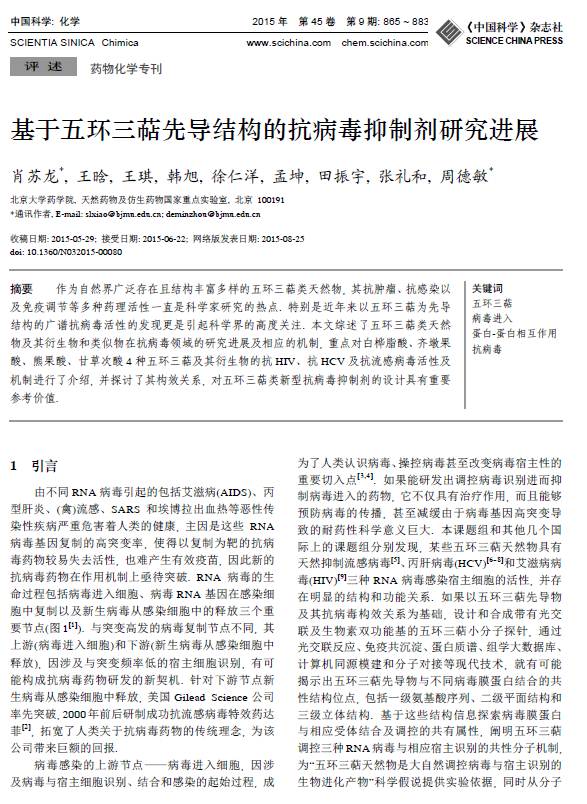 中国科学: 化学
2015 年 第 45 卷 第 9 期: 865 ~ 883
《中国科学》杂志社
SCIENTIA SINICA Chimica
www.scichina.com chem.scichina.com
SCIENCE CHINA PRESS
评 述
药物化学专刊
基于五环三萜先导结构的抗病毒抑制剂研究进展
肖苏龙*, 王晗, 王琪, 韩旭, 徐仁洋, 孟坤, 田振宇, 张礼和, 周德敏*
北京大学药学院, 天然药物及仿生药物国家重点实验室, 北京 100191
*通讯作者, E-mail: slxiao@bjmu.edu.cn; deminzhou@bjmu.edu.cn
收稿日期: 2015-05-29; 接受日期: 2015-06-22; 网络版发表日期: 2015-08-25
doi: 10.1360/N032015-00080
摘要 作为自然界广泛存在且结构丰富多样的五环三萜类天然物, 其抗肿瘤、抗感染以
及免疫调节等多种药理活性一直是科学家研究的热点. 特别是近年来以五环三萜为先导
结构的广谱抗病毒活性的发现更是引起科学界的高度关注. 本文综述了五环三萜类天然
物及其衍生物和类似物在抗病毒领域的研究进展及相应的机制, 重点对白桦脂酸、齐墩果
酸、熊果酸、甘草次酸 4 种五环三萜及其衍生物的抗 HIV、抗 HCV 及抗流感病毒活性及
机制进行了介绍, 并探讨了其构效关系, 对五环三萜类新型抗病毒抑制剂的设计具有重要
参考价值.
关键词
五环三萜
病毒进入
蛋白-蛋白相互作用
抗病毒
1 引言
由不同 RNA 病毒引起的包括艾滋病(AIDS)、丙
型肝炎、(禽)流感、SARS 和埃博拉出血热等恶性传
染性疾病严重危害着人类的健康, 主因是这些 RNA
病毒基因复制的高突变率, 使得以复制为靶的抗病
毒药物较易失去活性, 也难产生有效疫苗, 因此新的
抗病毒药物在作用机制上亟待突破. RNA 病毒的生
命过程包括病毒进入细胞、病毒 RNA 基因在感染细
胞中复制以及新生病毒从感染细胞中的释放三个重
要节点(图 1[1]). 与突变高发的病毒复制节点不同, 其
上游(病毒进入细胞)和下游(新生病毒从感染细胞中
释放), 因涉及与突变频率低的宿主细胞识别, 有可
能构成抗病毒药物研发的新契机. 针对下游节点新
生病毒从感染细胞中释放, 美国 Gilead Science 公司
率先突破, 2000 年前后研制成功抗流感病毒特效药达
菲[2], 拓宽了人类关于抗病毒药物的传统理念, 为该
公司带来巨额的回报.
病毒感染的上游节点——病毒进入细胞, 因涉
及病毒与宿主细胞识别、结合和感染的起始过程, 成
为了人类认识病毒、操控病毒甚至改变病毒宿主性的
重要切入点[3,4]. 如果能研发出调控病毒识别进而抑
制病毒进入的药物, 它不仅具有治疗作用, 而且能够
预防病毒的传播, 甚至减缓由于病毒基因高突变导
致的耐药性科学意义巨大. 本课题组和其他几个国
际上的课题组分别发现, 某些五环三萜天然物具有
天然抑制流感病毒[5]、丙肝病毒(HCV)[6~8]和艾滋病病
毒(HIV)[9]三种 RNA 病毒感染宿主细胞的活性, 并存
在明显的结构和功能关系. 如果以五环三萜先导物
及其抗病毒构效关系为基础, 设计和合成带有光交
联及生物素双功能基的五环三萜小分子探针, 通过
光交联反应、免疫共沉淀、蛋白质谱、组学大数据库、
计算机同源模建和分子对接等现代技术, 就有可能
揭示出五环三萜先导物与不同病毒膜蛋白结合的共
性结构位点, 包括一级氨基酸序列、二级平面结构和
三级立体结构. 基于这些结构信息探索病毒膜蛋白
与相应受体结合及调控的共有属性, 阐明五环三萜
调控三种 RNA 病毒与相应宿主识别的共性分子机制,
为“五环三萜天然物是大自然调控病毒与宿主识别的
生物进化产物”科学假说提供实验依据, 同时从分子